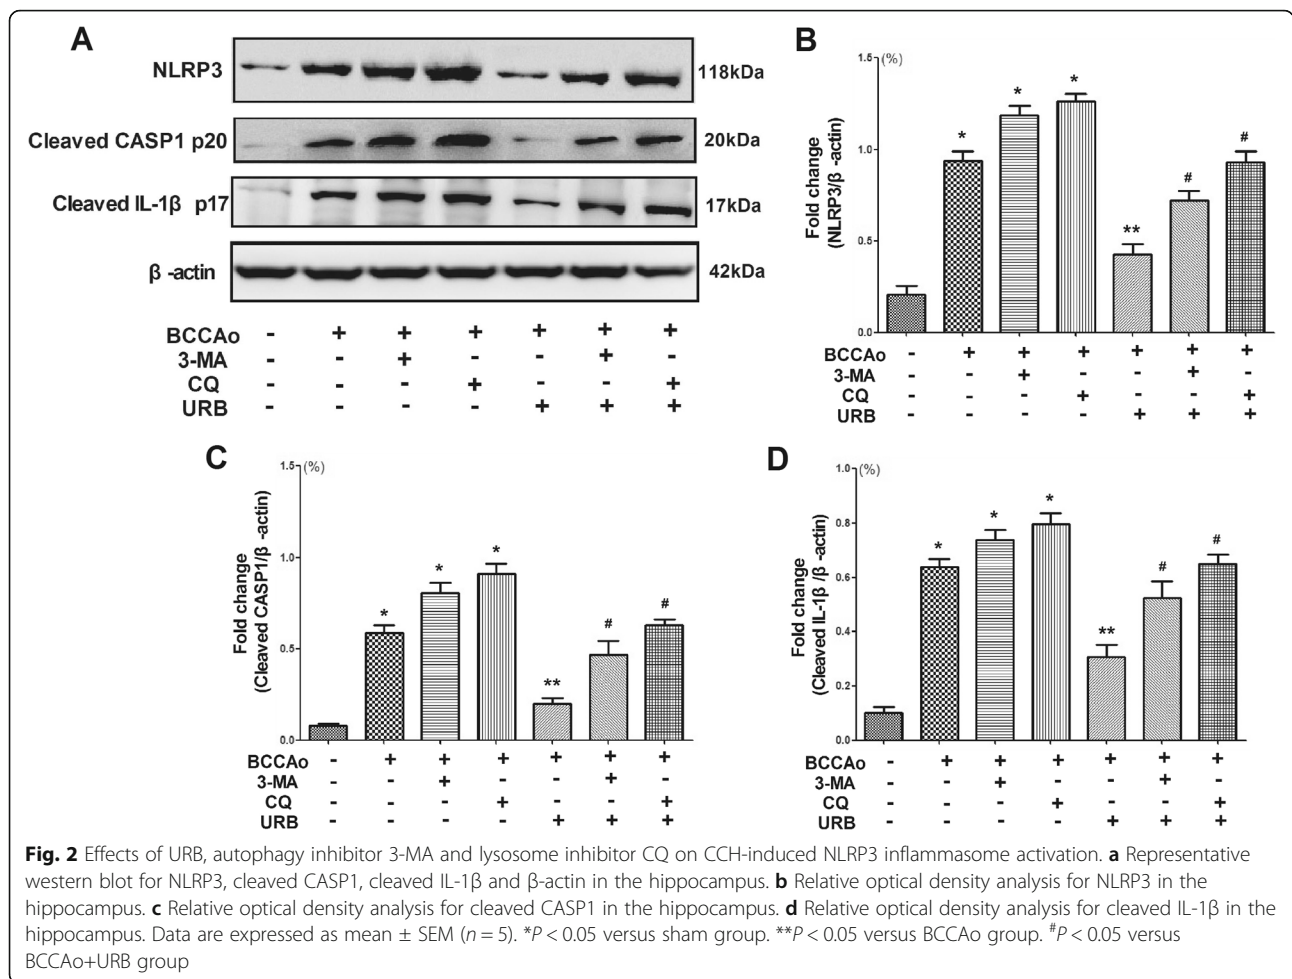 A
NLRP3 118kDa
Cleaved CASP1 p20 20kDa
Cleaved IL-1β p17 17kDa
β -actin 42kDa
BCCAo - + + + + + +
3-MA - - + - - + -
CQ - - - + - - +
URB - - - - + + +
B
(%)
Fold change
(NLRP3/β -actin)
1.5
1.0
0.5
0.0
* * * ** # #
BCCAo - + + + + + +
3-MA - - + - - + -
CQ - - - + - - +
URB - - - - + + +
C
(%)
Fold change
(Cleaved CASP1/β -actin)
1.5
1.0
0.5
0.0
* * * ** # #
BCCAo - + + + + + +
3-MA - - + - - + -
CQ - - - + - - +
URB - - - - + + +
D
(%)
Fold change
(Cleaved IL-1β /β -actin)
1.0
0.8
0.6
0.4
0.2
0.0
* * * ** # #
BCCAo - + + + + + +
3-MA - - + - - + -
CQ - - - + - - +
URB - - - - + + +
Fig. 2 Effects of URB, autophagy inhibitor 3-MA and lysosome inhibitor CQ on CCH-induced NLRP3 inflammasome activation. a Representative
western blot for NLRP3, cleaved CASP1, cleaved IL-1β and β-actin in the hippocampus. b Relative optical density analysis for NLRP3 in the
hippocampus. c Relative optical density analysis for cleaved CASP1 in the hippocampus. d Relative optical density analysis for cleaved IL-1β in the
hippocampus. Data are expressed as mean ± SEM (n = 5). *P < 0.05 versus sham group. **P < 0.05 versus BCCAo group. #P < 0.05 versus
BCCAo+URB group